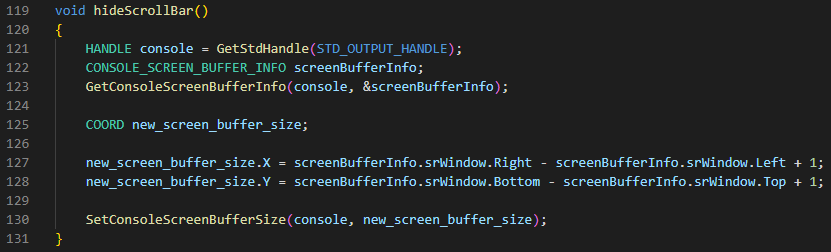 119 void hideScrollBar()
120 {
121     HANDLE console = GetStdHandle(STD_OUTPUT_HANDLE);
122     CONSOLE_SCREEN_BUFFER_INFO screenBufferInfo;
123     GetConsoleScreenBufferInfo(console, &screenBufferInfo);
124
125     COORD new_screen_buffer_size;
126
127     new_screen_buffer_size.X = screenBufferInfo.srWindow.Right - screenBufferInfo.srWindow.Left + 1;
128     new_screen_buffer_size.Y = screenBufferInfo.srWindow.Bottom - screenBufferInfo.srWindow.Top + 1;
129
130     SetConsoleScreenBufferSize(console, new_screen_buffer_size);
131 }